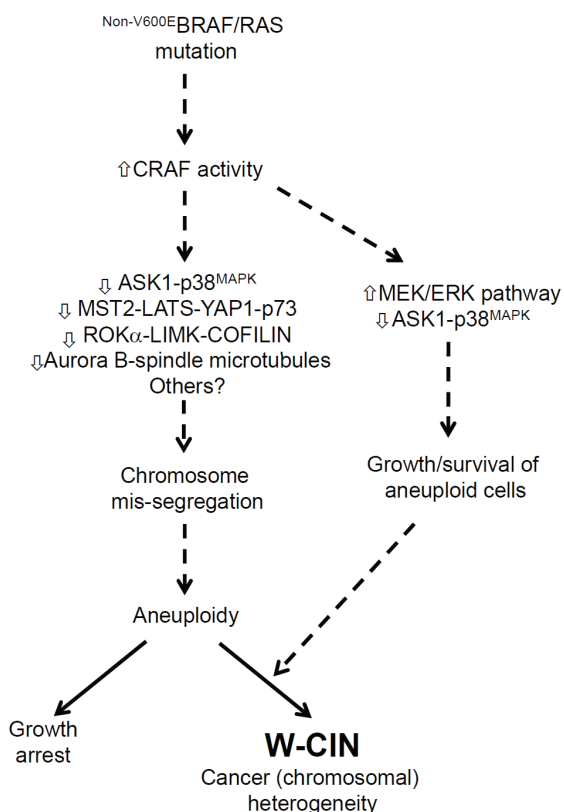 Non-V600EBRAF/RAS
mutation
⇧CRAF activity
⇩ ASK1-p38MAPK
⇩ MST2-LATS-YAP1-p73
⇩ ROKα-LIMK-COFILIN
⇩Aurora B-spindle microtubules
Others?
⇧MEK/ERK pathway
⇩ASK1-p38MAPK
Chromosome
mis-segregation
Growth/survival of
aneuploid cells
Aneuploidy
Growth
arrest
W-CIN
Cancer (chromosomal)
heterogeneity